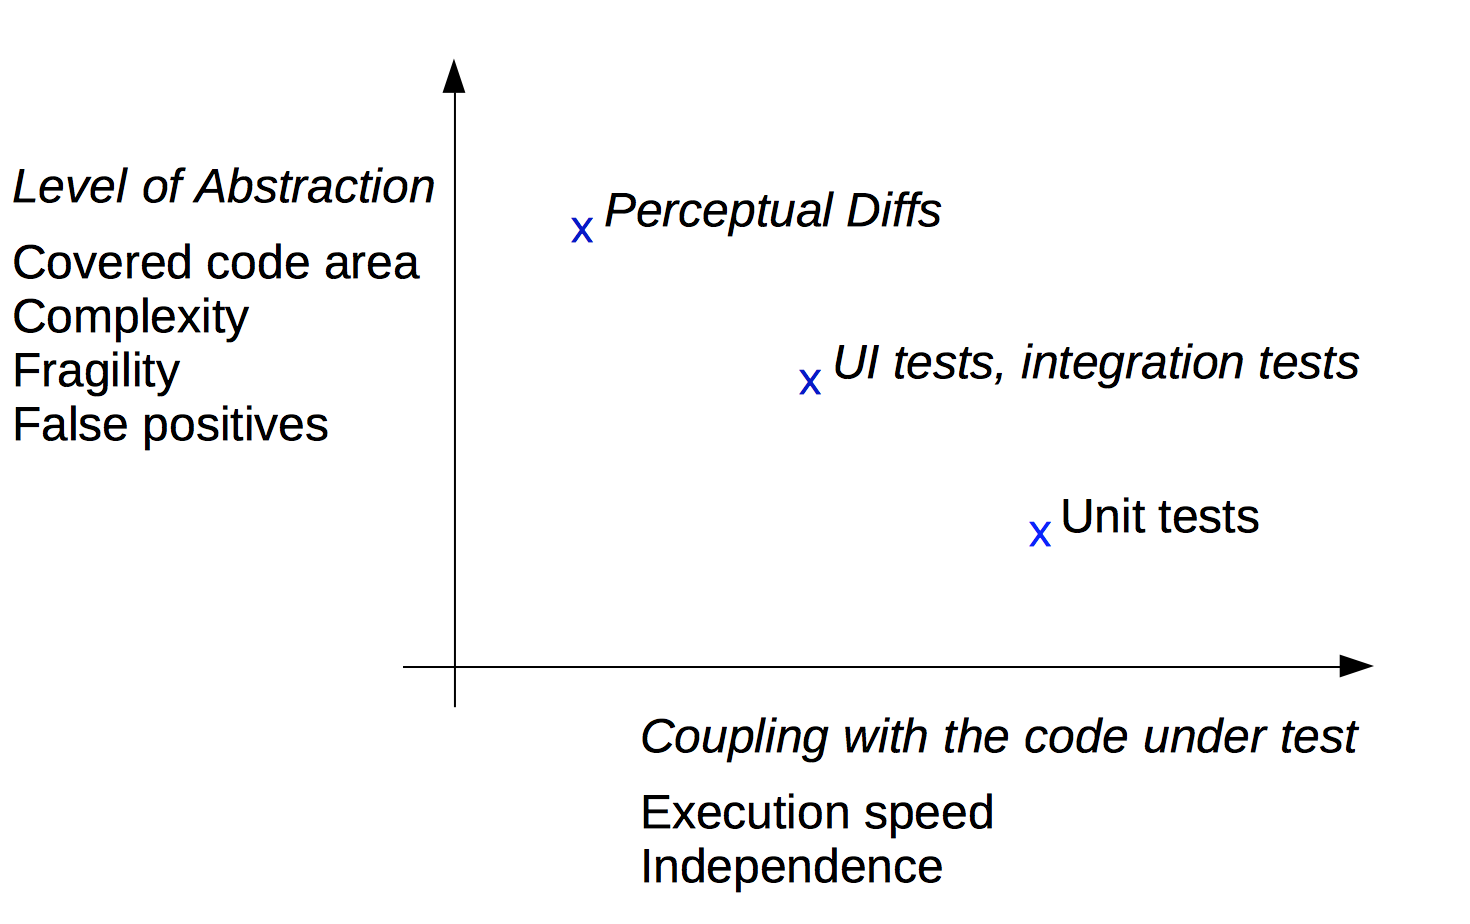 Level of Abstraction
Covered code area
Complexity
Fragility
False positives
x Perceptual Diffs
x UI tests, integration tests
x Unit tests
Coupling with the code under test
Execution speed
Independence